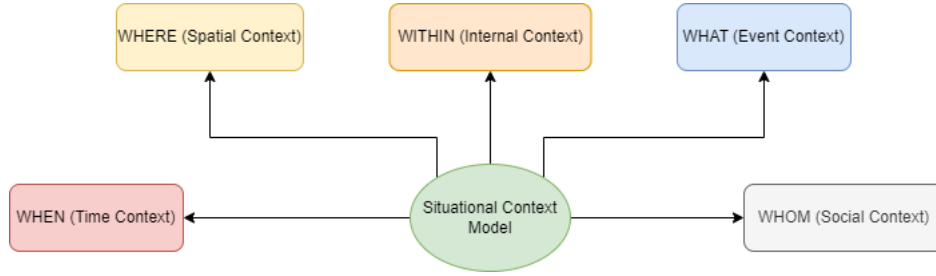 WHERE (Spatial Context)
WITHIN (Internal Context)
WHAT (Event Context)
WHEN (Time Context)
Situational Context
Model
WHOM (Social Context)